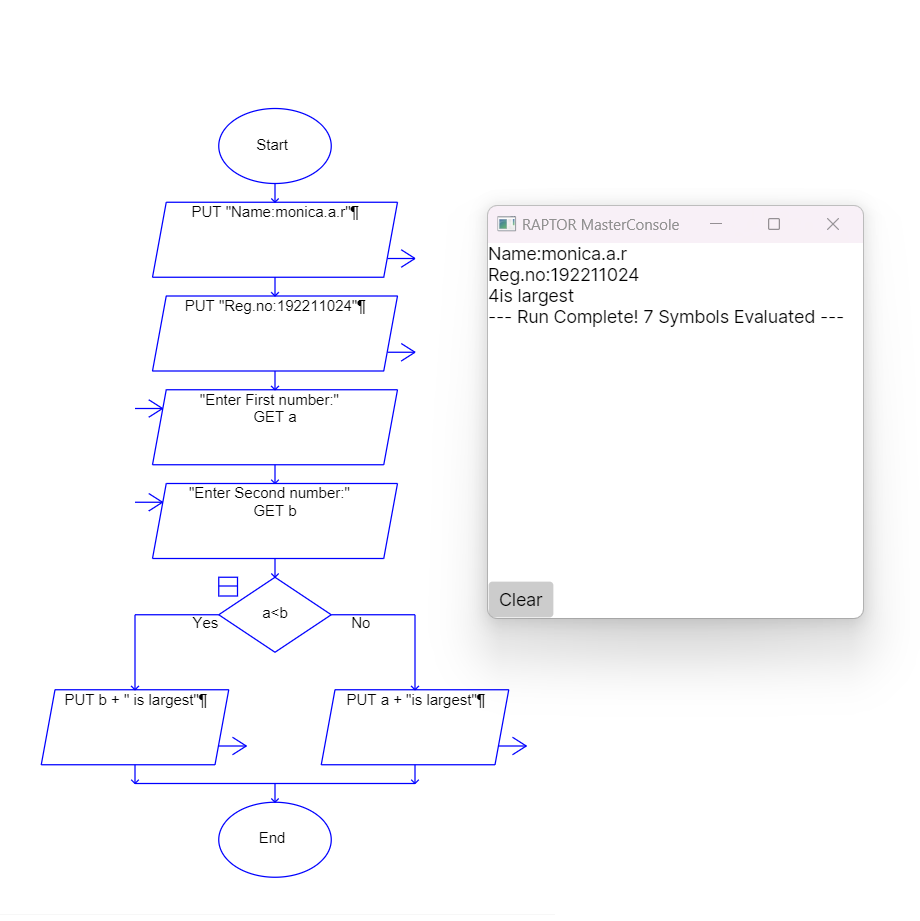 Start
PUT "Name:monica.a.r"¶
PUT "Reg.no:192211024"¶
"Enter First number:"
GET a
"Enter Second number:"
GET b
a<b
Yes
No
PUT b + " is largest"¶
PUT a + "is largest"¶
End
RAPTOR MasterConsole
Name:monica.a.r
Reg.no:192211024
4is largest
--- Run Complete! 7 Symbols Evaluated ---
Clear